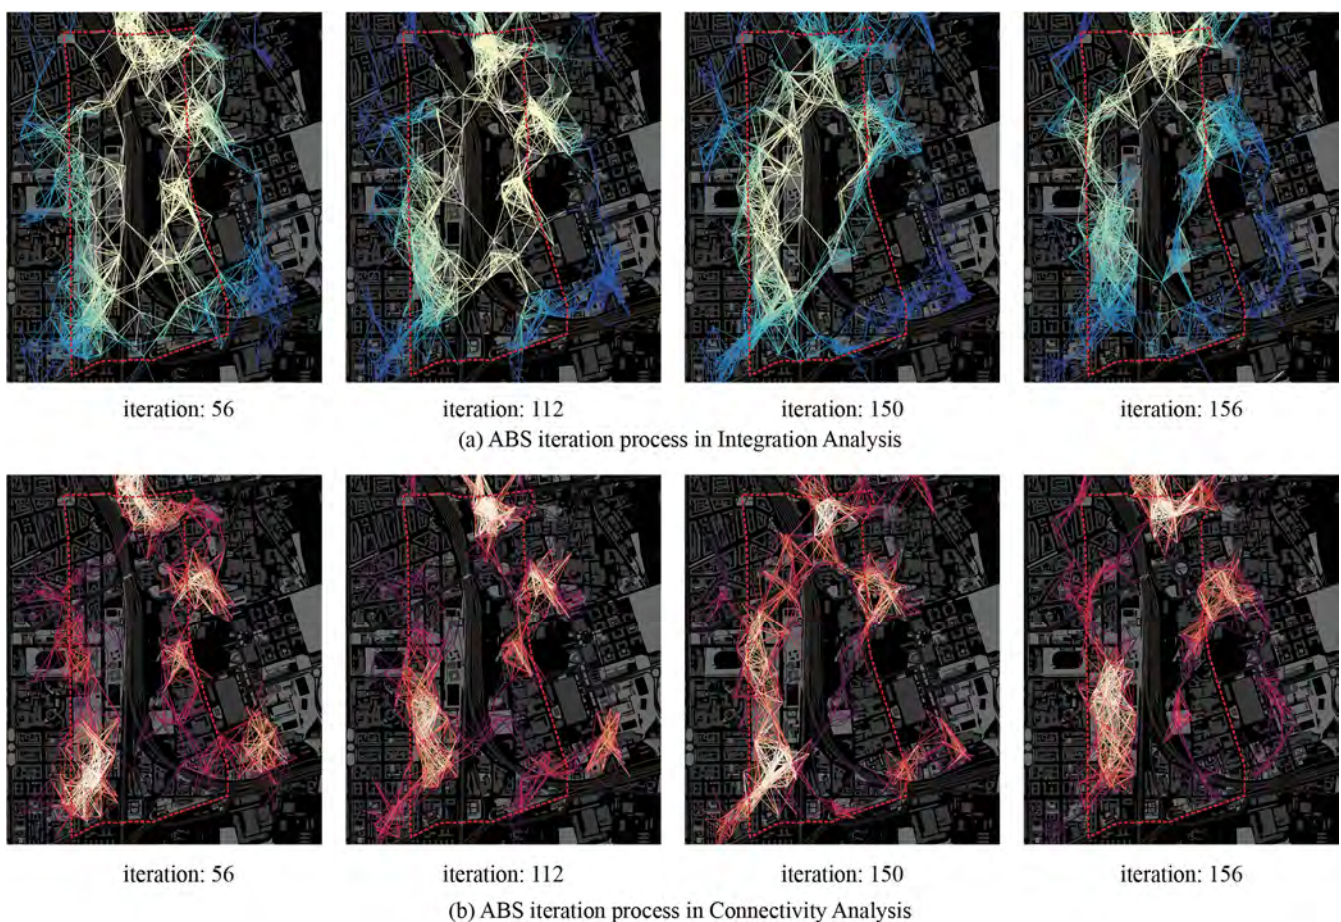 iteration: 56
iteration: 112
iteration: 150
iteration: 156
(a) ABS iteration process in Integration Analysis
iteration: 56
iteration: 112
iteration: 150
iteration: 156
(b) ABS iteration process in Connectivity Analysis